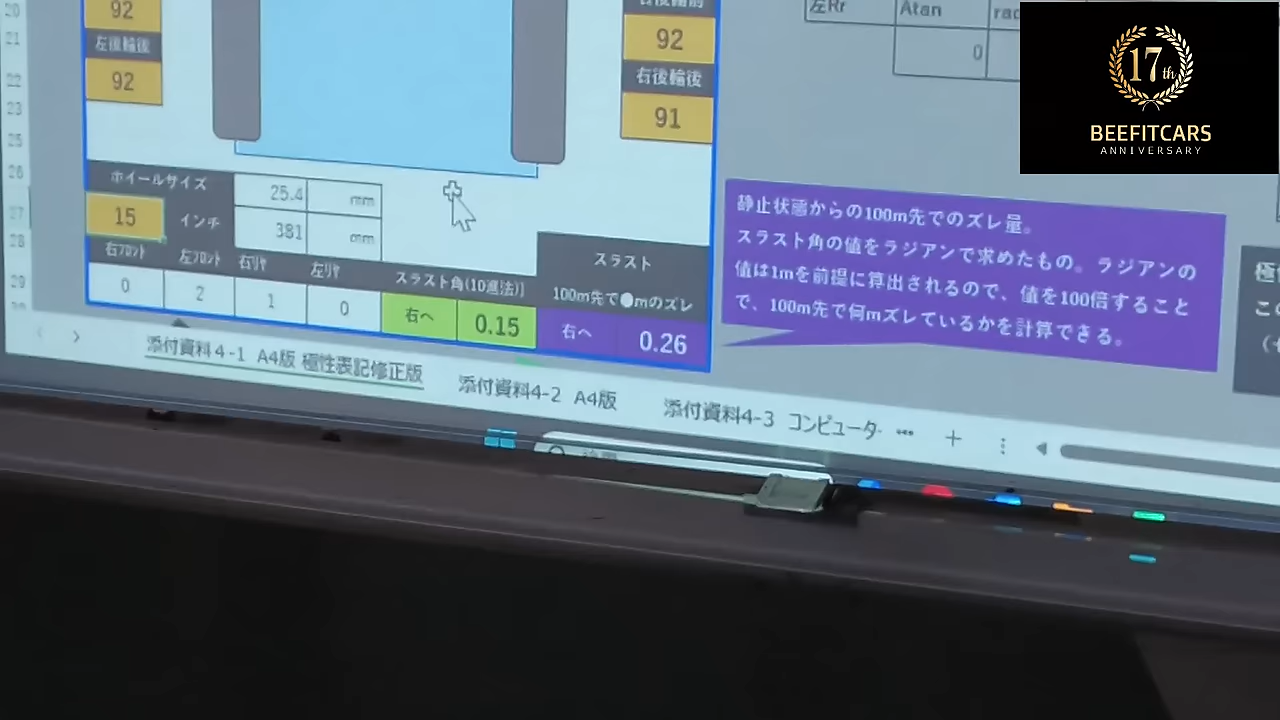 20
92
21
左後輪後
22
92
23
25
26
27
28
29
92
右後輪後
91
左Rr
Atan
0
17th
BEEFITCARS
ANNIVERSARY
ホイールサイズ
25.4 mm
15 インチ
381 mm
右フロント 左フロント 右リヤ 左リヤ スラスト角(10進法)]
0 2 1 0 右へ 0.15
スラスト
100m先で●mのズレ
右へ 0.26
静止状態からの100m先でのズレ量。
スラスト角の値をラジアンで求めたもの。ラジアンの
値は1mを前提に算出されるので、値を100倍すること
で、100m先で何mズレているかを計算できる。
添付資料4-1 A4版 極性表記修正版
添付資料4-2 A4版
添付資料4-3 コンピュータ